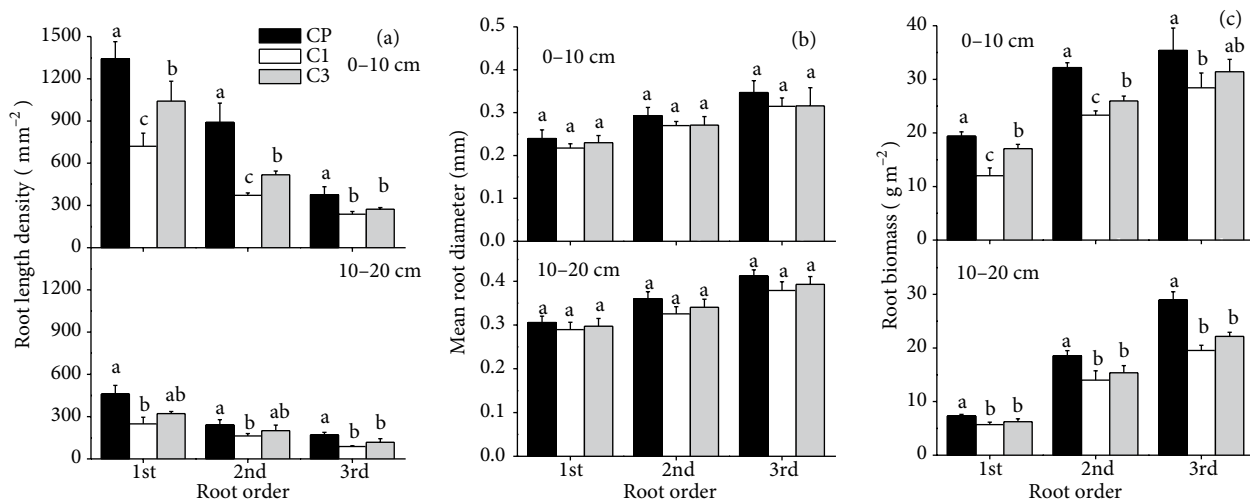 Root length density ( mm−2)
1500
1200
900
600
300
0
1200
900
600
300
0
CP
C1
C3
(a)
0–10 cm
a
c
b
a
c
b
a
b
b
10–20 cm
a
b
ab
a
b
ab
a
b
b
1st 2nd 3rd
Root order
Mean root diameter (mm)
0.5
0.4
0.3
0.2
0.1
0.0
0.4
0.3
0.2
0.1
0.0
(b)
0–10 cm
a
a
a
a
a
a
a
a
a
10–20 cm
a
a
a
a
a
a
a
a
a
1st 2nd 3rd
Root order
Root biomass ( g m−2)
40
30
20
10
0
30
20
10
0
(c)
0–10 cm
a
c
b
a
c
b
a
b
ab
10–20 cm
a
b
b
a
b
b
a
b
b
1st 2nd 3rd
Root order